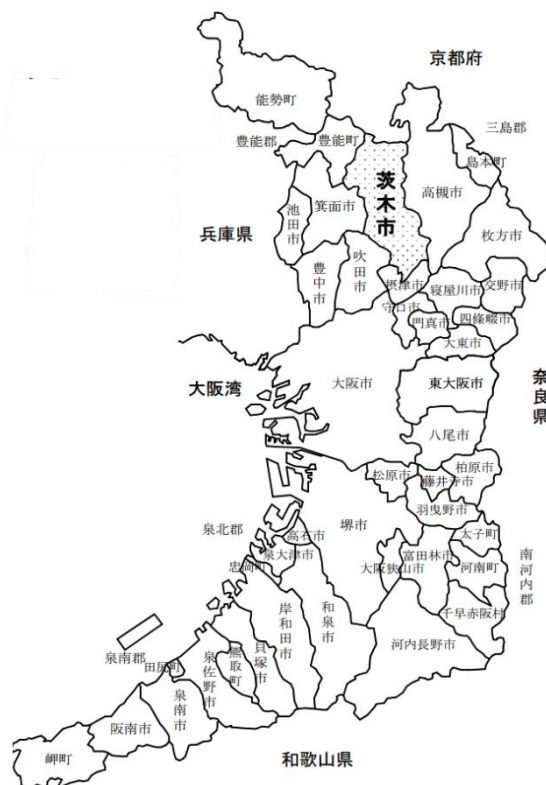 京都府
能勢町
三島郡
豊能郡
豊能町
島本町
茨木市
高槻市
池田市
箕面市
兵庫県
枚方市
豊中市
吹田市
摂津市
寝屋川市
交野市
守口市
門真市
四條畷市
大東市
大阪湾
大阪市
東大阪市
奈良県
八尾市
松原市
藤井寺市
柏原市
羽曳野市
泉北郡
高石市
堺市
太子町
泉大津市
忠岡町
大阪狭山市
富田林市
河南町
南河内郡
千早赤阪村
岸和田市
和泉市
河内長野市
泉南郡
田尻町
泉佐野市
熊取町
貝塚市
泉南市
阪南市
岬町
和歌山県